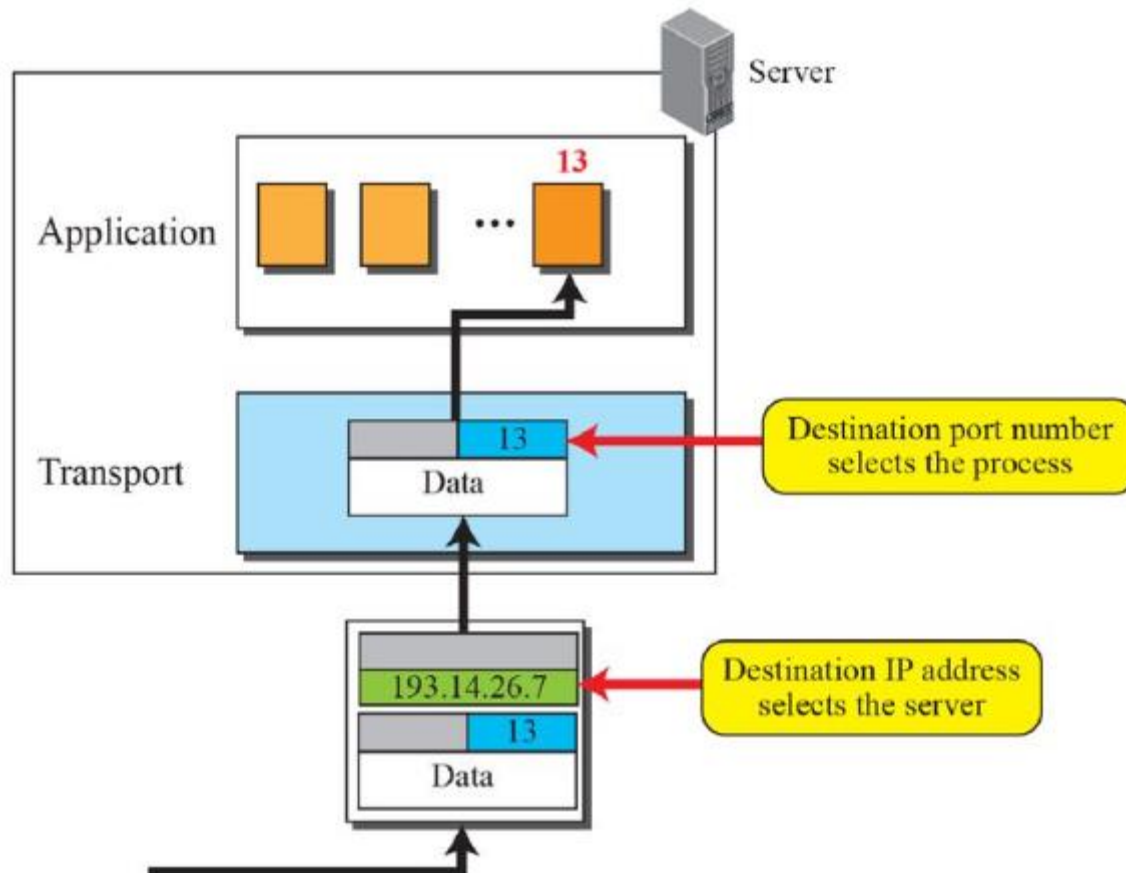 Server
13
Application
...
13
Destination port number
selects the process
Transport
Data
193.14.26.7
Destination IP address
selects the server
13
Data